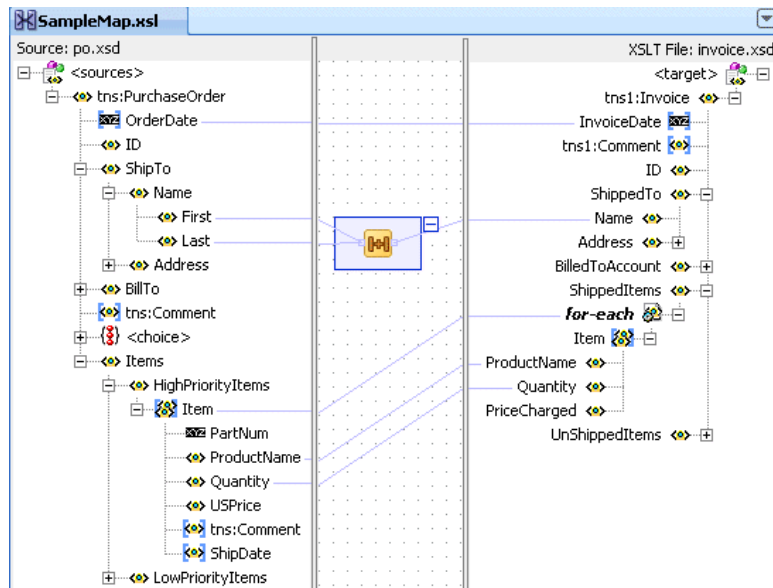 SampleMap.xsl
Source: po.xsd
XSLT File: invoice.xsd
<sources>
tns:PurchaseOrder
OrderDate
ID
ShipTo
Name
First
Last
Address
BillTo
tns:Comment
<choice>
Items
HighPriorityItems
Item
PartNum
ProductName
Quantity
USPrice
tns:Comment
ShipDate
LowPriorityItems
<target>
tns1:Invoice
InvoiceDate
tns1:Comment
ID
ShippedTo
Name
Address
BilledToAccount
ShippedItems
for-each
Item
ProductName
Quantity
PriceCharged
UnShippedItems